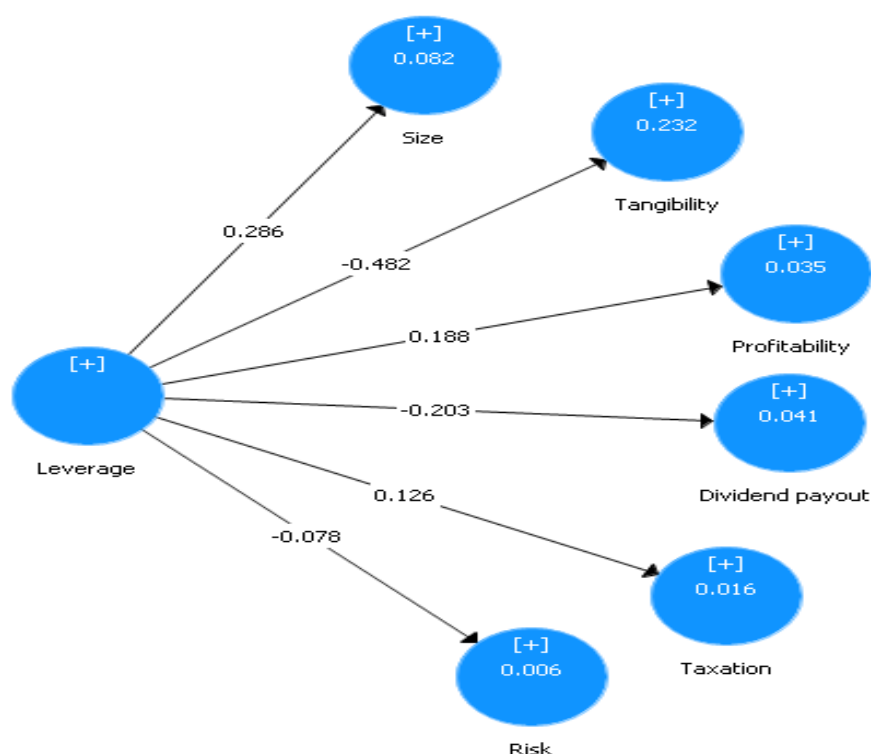 [+]
0.082
Size
[+]
0.232
Tangibility
0.286
-0.482
[+]
0.035
Profitability
0.188
[+]
Leverage
-0.203
[+]
0.041
Dividend payout
0.126
-0.078
[+]
0.016
Taxation
[+]
0.006
Risk